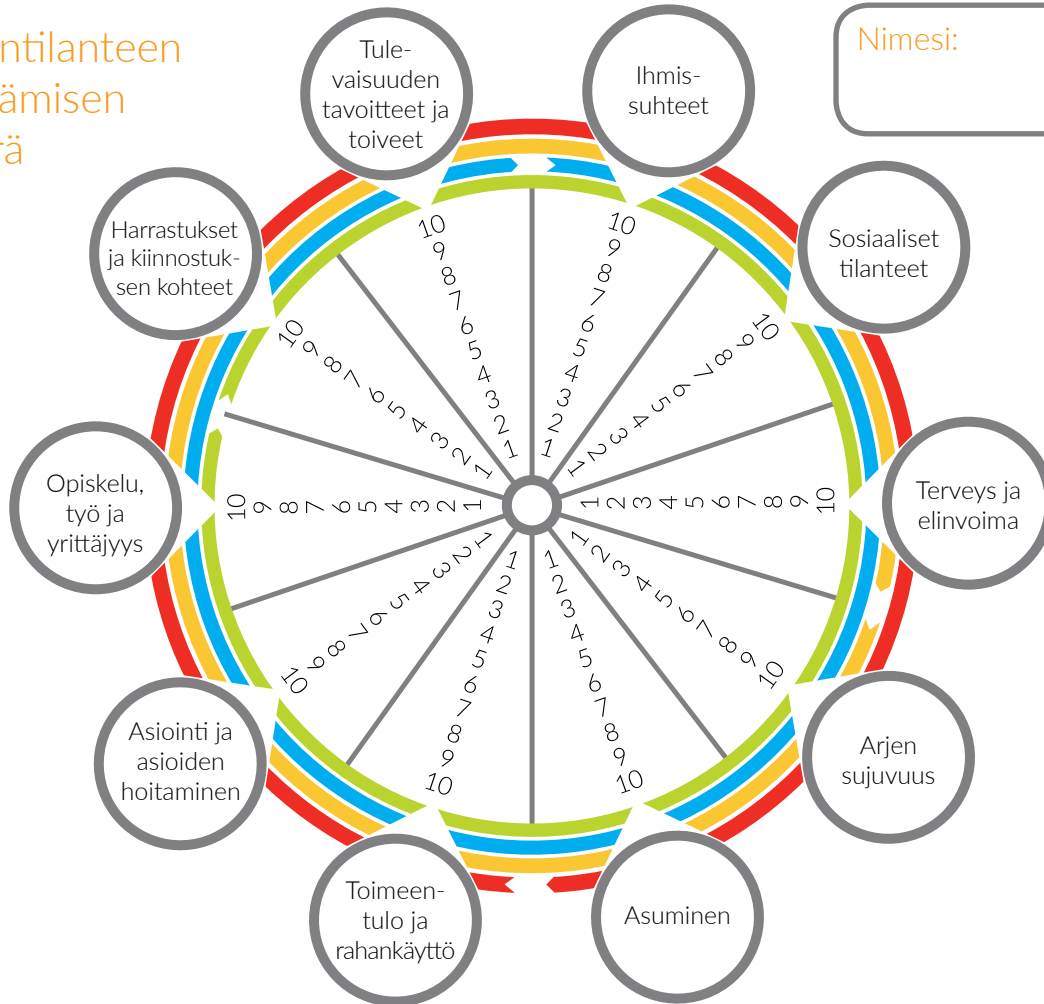 ntilanteen
ämisen
rä
Nimesi:
Tule-
vaisuuden
tavoitteet ja
toiveet
10 9 8 7 6 5 4 3 2 1
Ihmis-
suhteet
10 9 8 7 6 5 4 3 2 1
Sosiaaliset
tilanteet
1 2 3 4 5 6 7 8 9 10
Terveys ja
elinvoima
1 2 3 4 5 6 7 8 9 10
Arjen
sujuvuus
1 2 3 4 5 6 7 8 9 10
Asuminen
1 2 3 4 5 6 7 8 9 10
Toimeen-
tulo ja
rahankäyttö
1 2 3 4 5 6 7 8 9 10
Asiointi ja
asioiden
hoitaminen
10 9 8 7 6 5 4 3 2 1
Opiskelu,
työ ja
yrittäjyys
10 9 8 7 6 5 4 3 2 1
Harrastukset
ja kiinnostuk-
sen kohteet
10 9 8 7 6 5 4 3 2 1